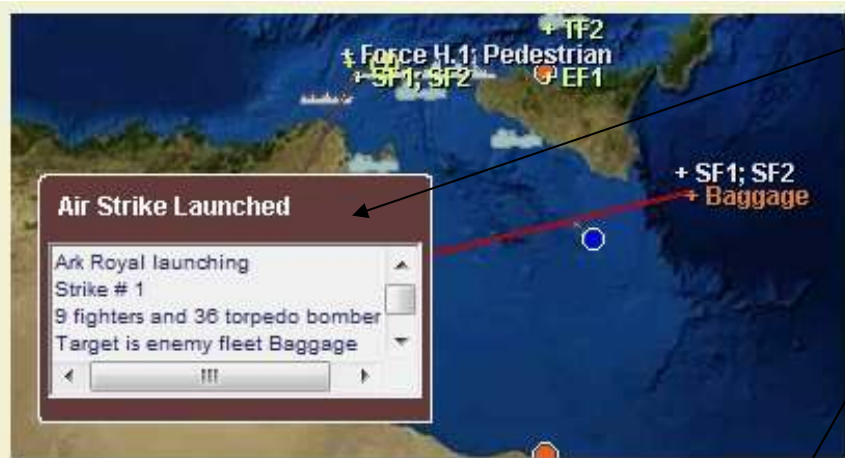 + TF2
+ Force H.1; Pedestrian
+ SF1; SF2
EF1
+ SF1; SF2
+ Baggage
Air Strike Launched
Ark Royal launching
Strike # 1
9 fighters and 36 torpedo bomber
Target is enemy fleet Baggage